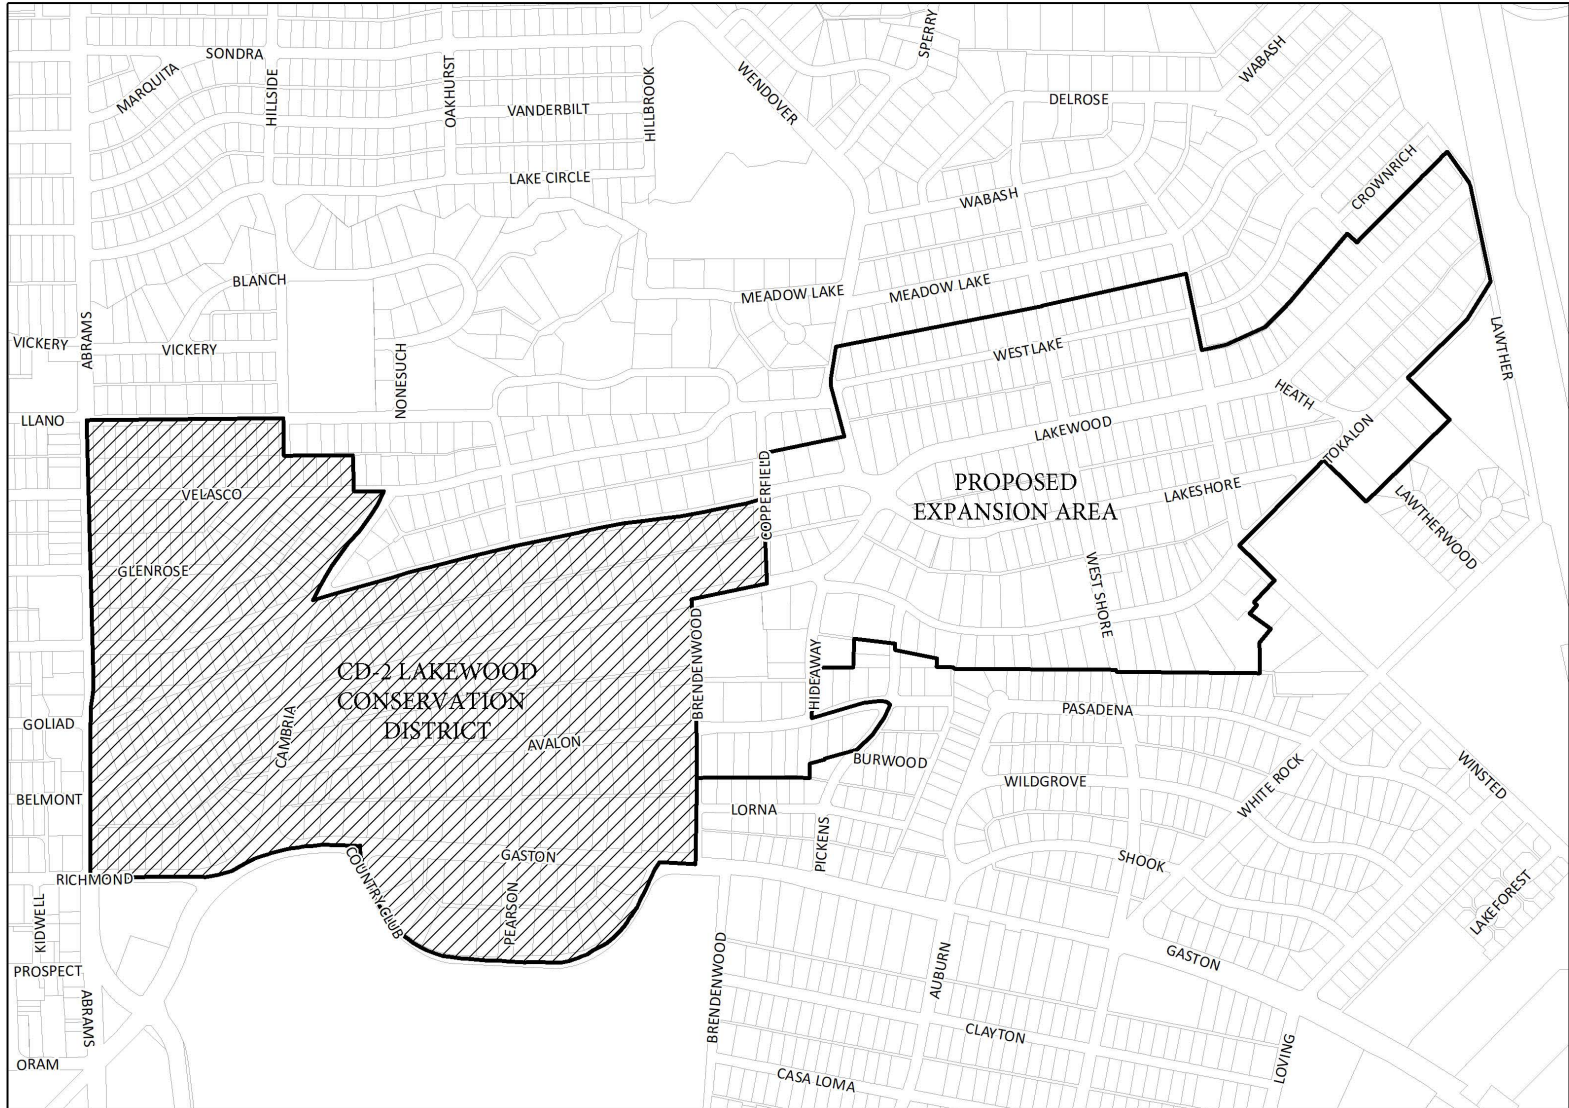 SONDRA
SPERRY
MARQUITA
HILLSIDE
OAKHURST
VANDERBILT
HILLBROOK
WENDOVER
DELROSE
WABASH
LAKE CIRCLE
WABASH
CROWNRICH
BLANCH
MEADOW LAKE
MEADOW LAKE
ABRAMS
VICKERY
VICKERY
NONESUCH
WESTLAKE
LAWTHER
HEATH
LLANO
LAKEWOOD
TOKALON
VELASCO
COPPERFIELD
PROPOSED
EXPANSION AREA
LAKESHORE
LAWTHERWOOD
GLENROSE
WEST SHORE
CD-2 LAKEWOOD
CONSERVATION
DISTRICT
BRENDENWOOD
HIDEAWAY
GOLIAD
CAMBRIA
AVALON
PASADENA
BURWOOD
WINSTED
BELMONT
LORNA
WILDGROVE
WHITE ROCK
PICKENS
GASTON
SHOOK
RICHMOND
COUNTRY CLUB
KIDWELL
PEARSON
LAKEFOREST
PROSPECT
BRENDENWOOD
AUBURN
GASTON
ABRAMS
CLAYTON
ORAM
CASA LOMA
LOVING